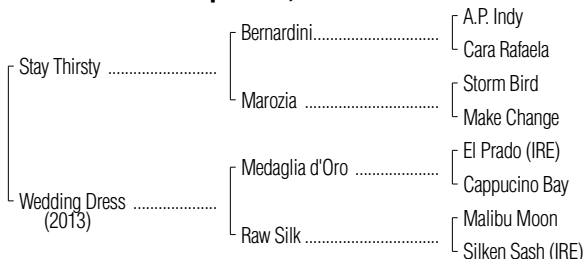 A.P. Indy
Bernardini
Cara Rafaela
Stay Thirsty
Storm Bird
Marozia
Make Change
El Prado (IRE)
Medaglia d'Oro
Cappucino Bay
Wedding Dress
(2013)
Malibu Moon
Raw Silk
Silken Sash (IRE)